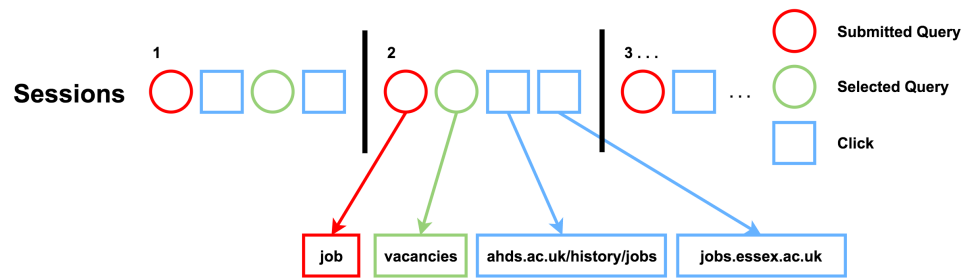 1
2
3 . . .
Submitted Query
Sessions
. . .
Selected Query
Click
job
vacancies
ahds.ac.uk/history/jobs
jobs.essex.ac.uk